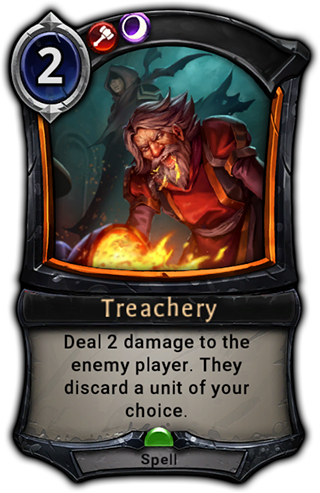 2
Treachery
Deal 2 damage to the
enemy player. They
discard a unit of your
choice.
Spell